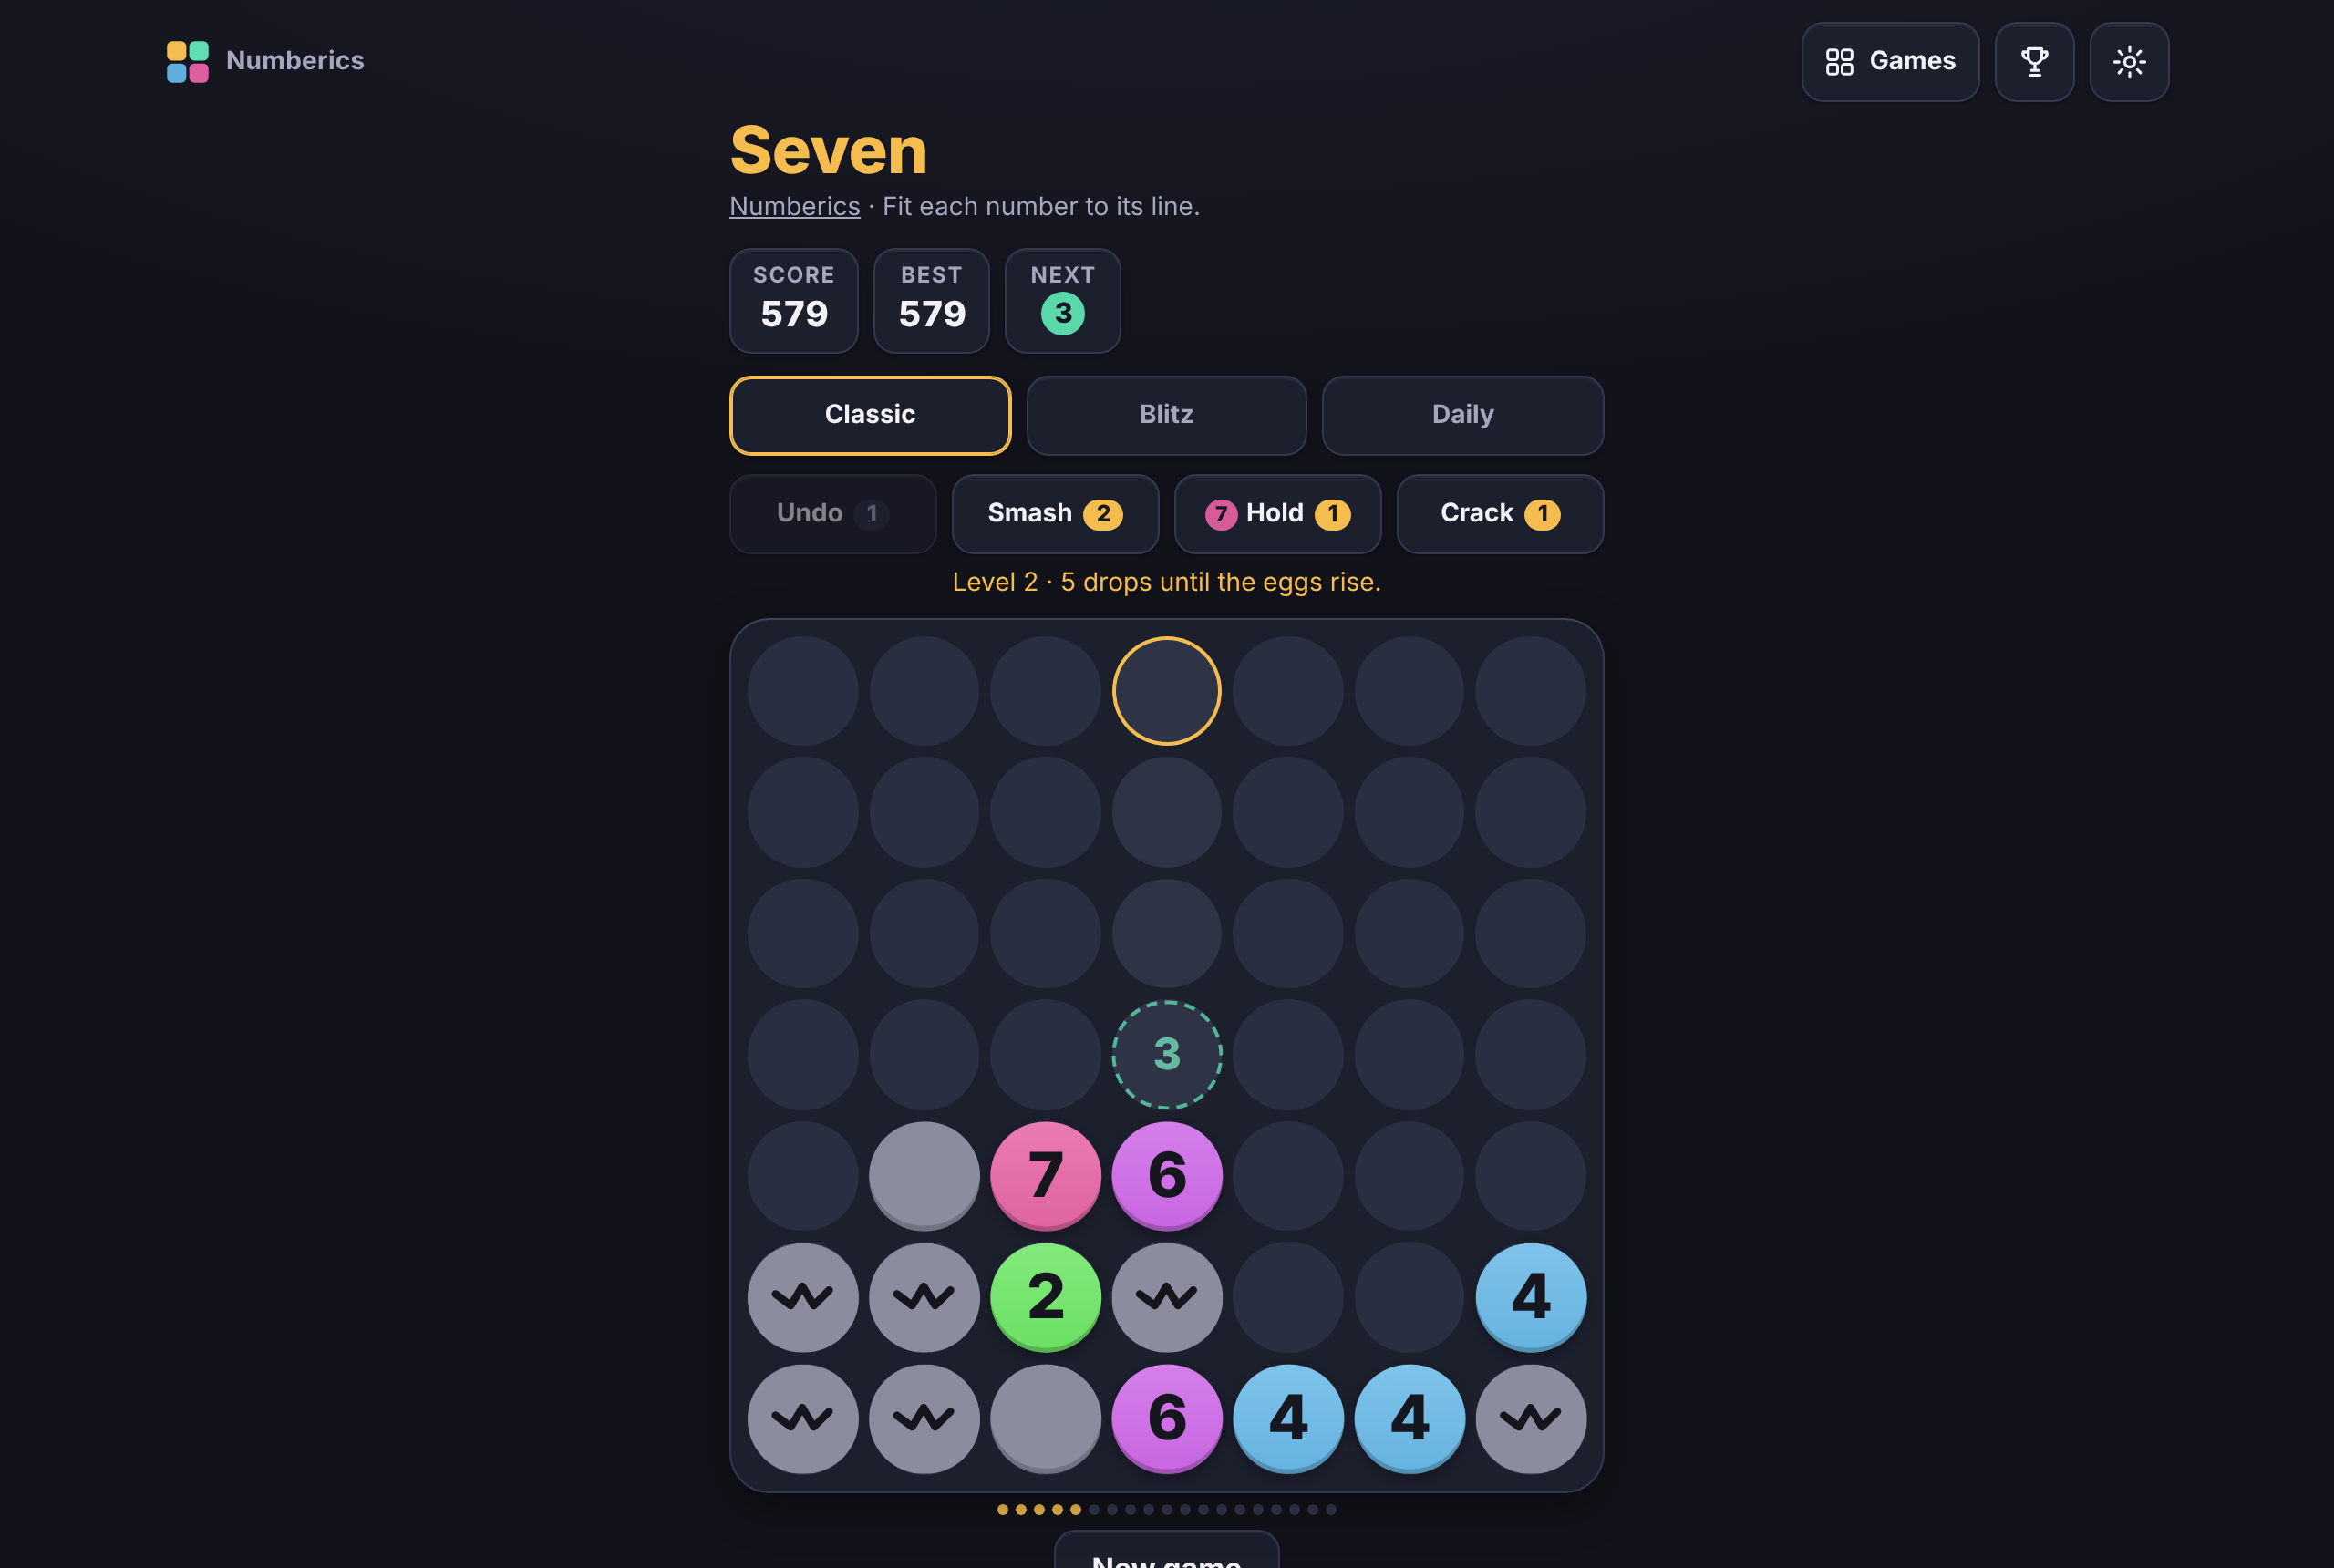 Numberics
Games
Seven
Numberics · Fit each number to its line.
SCORE BEST NEXT
579 579 3
Classic Blitz Daily
Undo 1 Smash 2 7 Hold 1 Crack 1
Level 2 · 5 drops until the eggs rise.
3
7 6
2 4
6 4 4
New game